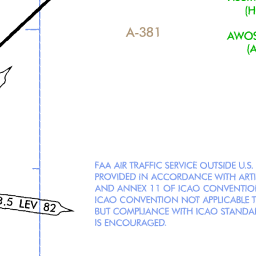 (H
A-381
AWOS
(A
FAA AIR TRAFFIC SERVICE OUTSIDE U.S.
PROVIDED IN ACCORDANCE WITH ARTI
AND ANNEX 11 OF ICAO CONVENTION
ICAO CONVENTION NOT APPLICABLE T
BUT COMPLIANCE WITH ICAO STANDA
IS ENCOURAGED.
3.5 LEV 82